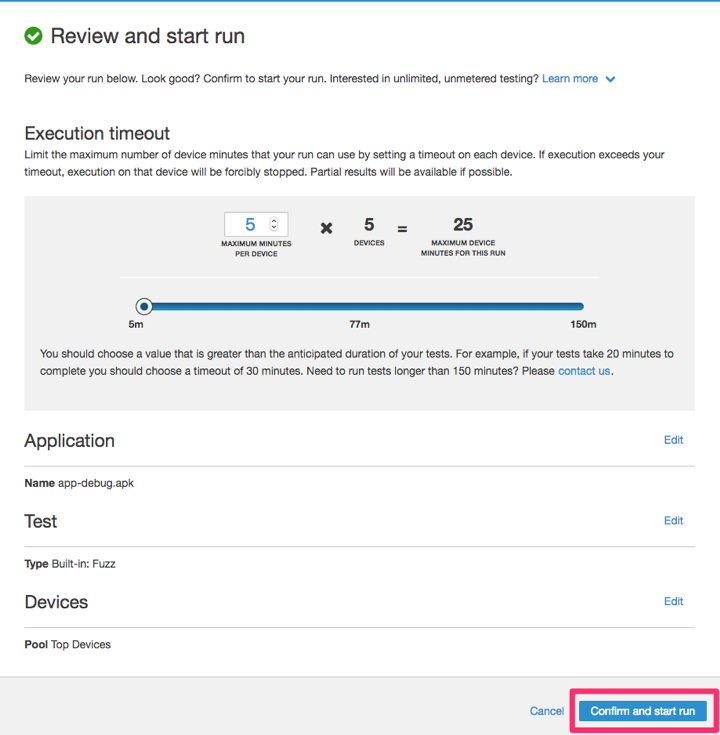 Review and start run
Review your run below. Look good? Confirm to start your run. Interested in unlimited, unmetered testing? Learn more
Execution timeout
Limit the maximum number of device minutes that your run can use by setting a timeout on each device. If execution exceeds your
timeout, execution on that device will be forcibly stopped. Partial results will be available if possible.
5 × 5 = 25
MAXIMUM MINUTES
PER DEVICE
DEVICES
MAXIMUM DEVICE
MINUTES FOR THIS RUN
5m 77m 150m
You should choose a value that is greater than the anticipated duration of your tests. For example, if your tests take 20 minutes to
complete you should choose a timeout of 30 minutes. Need to run tests longer than 150 minutes? Please contact us.
Application Edit
Name app-debug.apk
Test Edit
Type Built-in: Fuzz
Devices Edit
Pool Top Devices
Cancel Confirm and start run